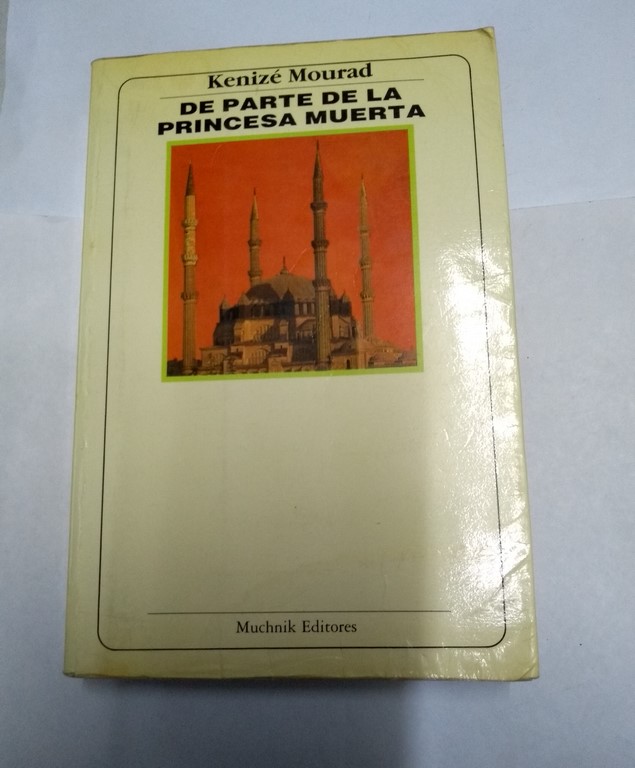 Kenizé Mourad
DE PARTE DE LA
PRINCESA MUERTA
Muchnik Editores